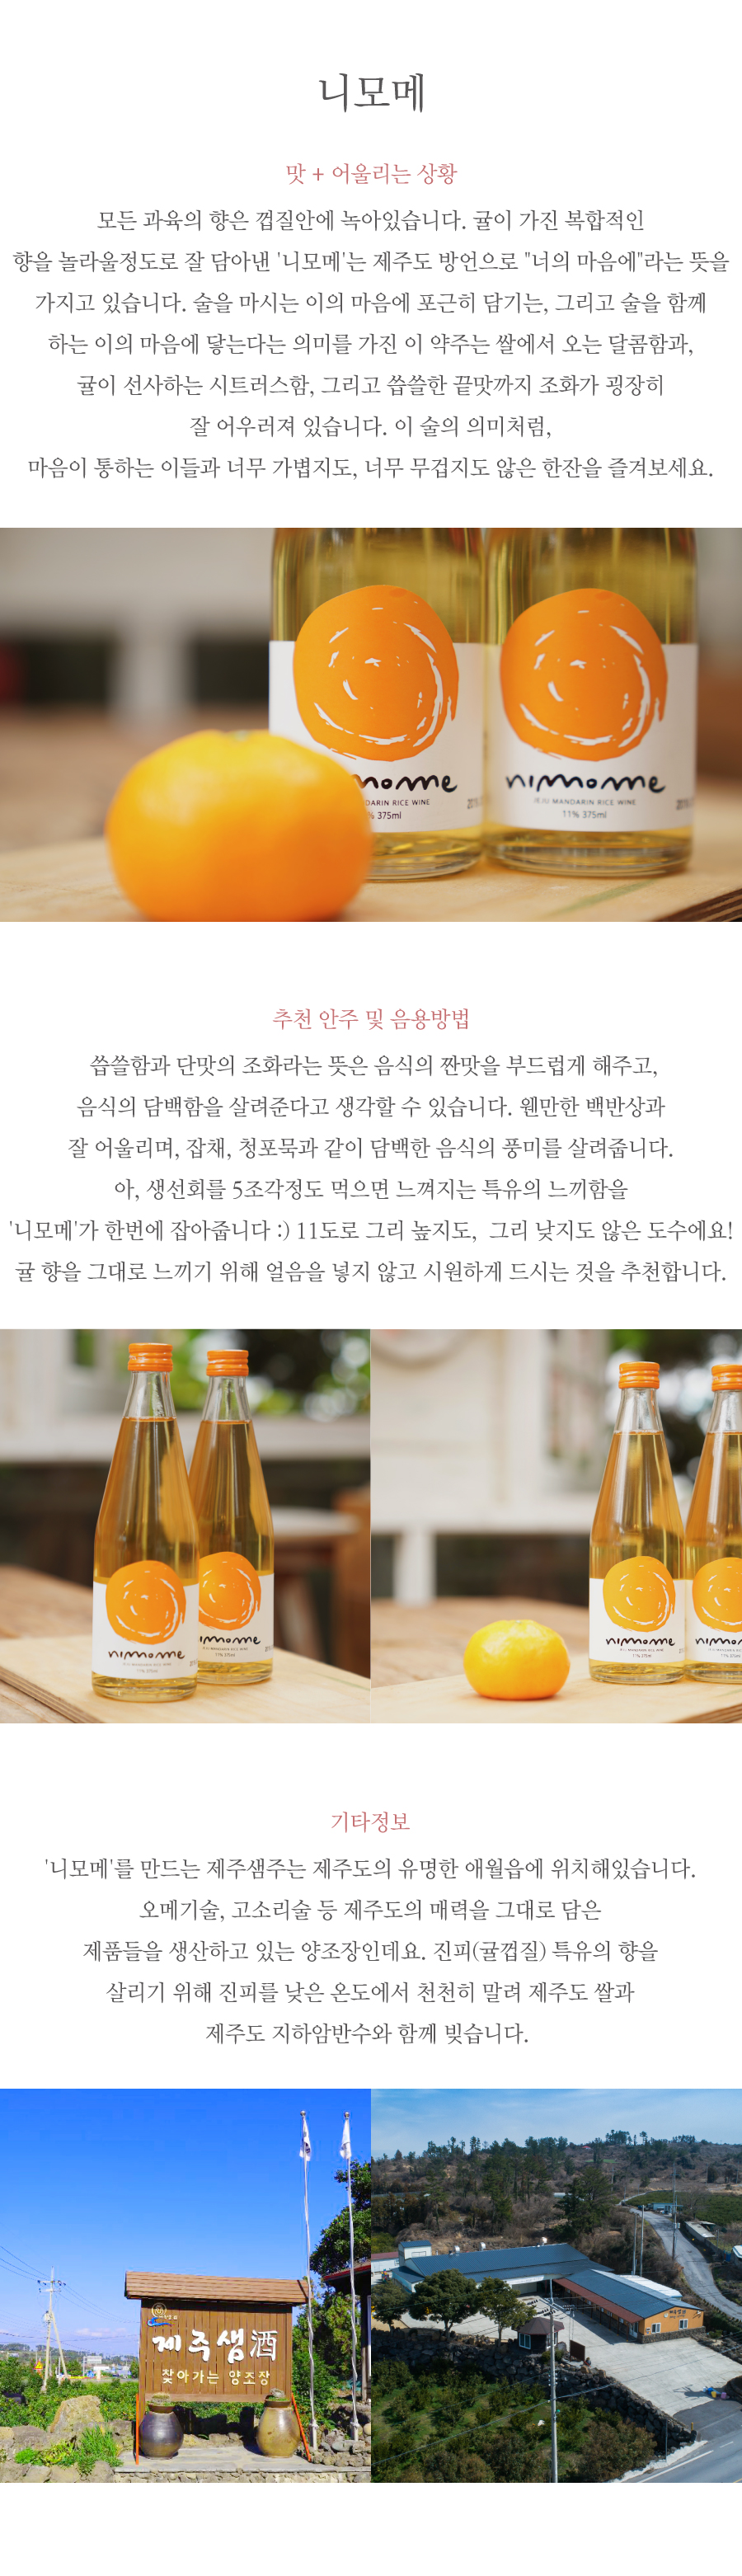 니모메
맛 + 어울리는 상황
모든 과육의 향은 껍질안에 녹아있습니다. 귤이 가진 복합적인
향을 놀라울정도로 잘 담아낸 '니모메'는 제주도 방언으로 "너의 마음에"라는 뜻을
가지고 있습니다. 술을 마시는 이의 마음에 포근히 담기는, 그리고 술을 함께
하는 이의 마음에 닿는다는 의미를 가진 이 약주는 쌀에서 오는 달콤함과,
귤이 선사하는 시트러스함, 그리고 씁쓸한 끝맛까지 조화가 굉장히
잘 어우러져 있습니다. 이 술의 의미처럼,
마음이 통하는 이들과 너무 가볍지도, 너무 무겁지도 않은 한잔을 즐겨보세요.
nimome
JEJU MANDARIN RICE WINE
11% 375ml
추천 안주 및 음용방법
씁쓸함과 단맛의 조화라는 뜻은 음식의 짠맛을 부드럽게 해주고,
음식의 담백함을 살려준다고 생각할 수 있습니다. 웬만한 백반상과
잘 어울리며, 잡채, 청포묵과 같이 담백한 음식의 풍미를 살려줍니다.
아, 생선회를 5조각정도 먹으면 느껴지는 특유의 느끼함을
'니모메'가 한번에 잡아줍니다 :) 11도로 그리 높지도, 그리 낮지도 않은 도수에요!
귤 향을 그대로 느끼기 위해 얼음을 넣지 않고 시원하게 드시는 것을 추천합니다.
nimome
JEJU MANDARIN RICE WINE
11% 375ml
nimome
JEJU MANDARIN RICE WINE
11% 375ml
기타정보
'니모메'를 만드는 제주샘주는 제주도의 유명한 애월읍에 위치해있습니다.
오메기술, 고소리술 등 제주도의 매력을 그대로 담은
제품들을 생산하고 있는 양조장인데요. 진피(귤껍질) 특유의 향을
살리기 위해 진피를 낮은 온도에서 천천히 말려 제주도 쌀과
제주도 지하암반수와 함께 빚습니다.
제주샘酒
찾아가는 양조장